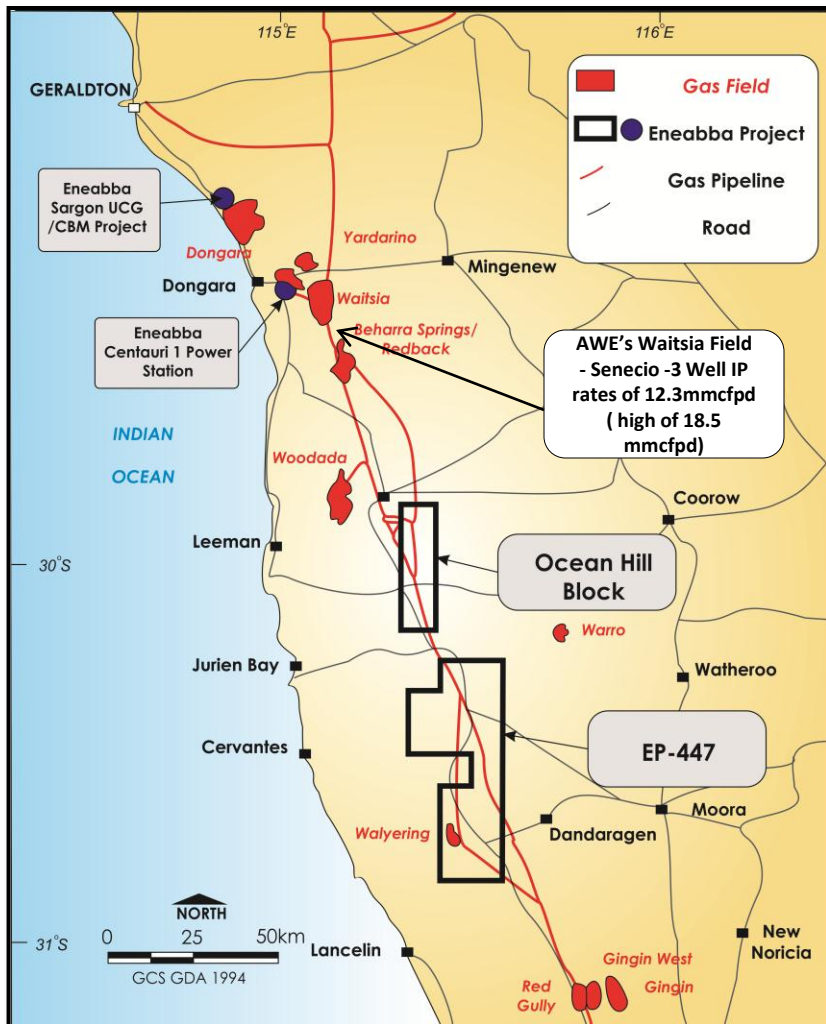 115°E
116°E
GERALDTON
Gas Field
Eneabba Project
Gas Pipeline
Road
Eneabba
Sargon UCG
/CBM Project
Dongara
Yardarino
Mingenew
Dongara
Waitsia
Eneabba
Centauri 1 Power
Station
Beharra Springs/
Redback
AWE's Waitsia Field
- Senecio -3 Well IP
rates of 12.3mmcfpd
( high of 18.5
mmcfpd)
INDIAN
OCEAN
Woodada
Coorow
Leeman
30°S
Ocean Hill
Block
Warro
Jurien Bay
Watheroo
Cervantes
EP-447
Moora
Walyering
Dandaragen
NORTH
0 25 50km
GCS GDA 1994
31°S
Lancelin
New
Noricia
Gingin West
Red
Gully
Gingin